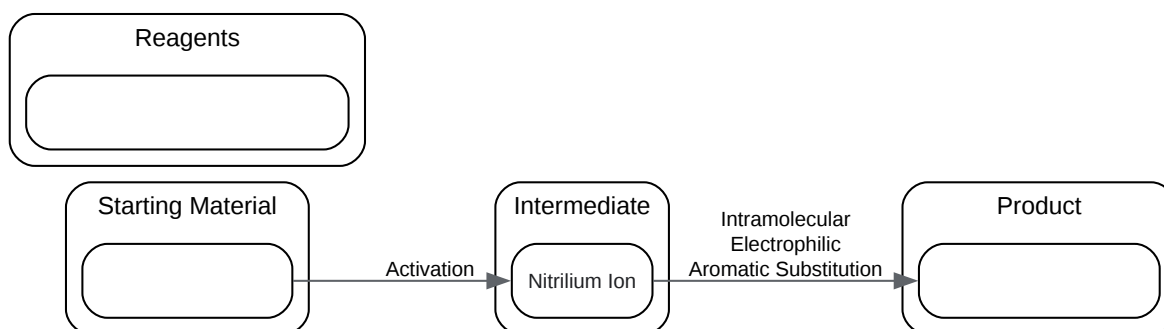 Reagents
Starting Material
Activation
Intermediate
Nitrilium Ion
Intramolecular
Electrophilic
Aromatic Substitution
Product